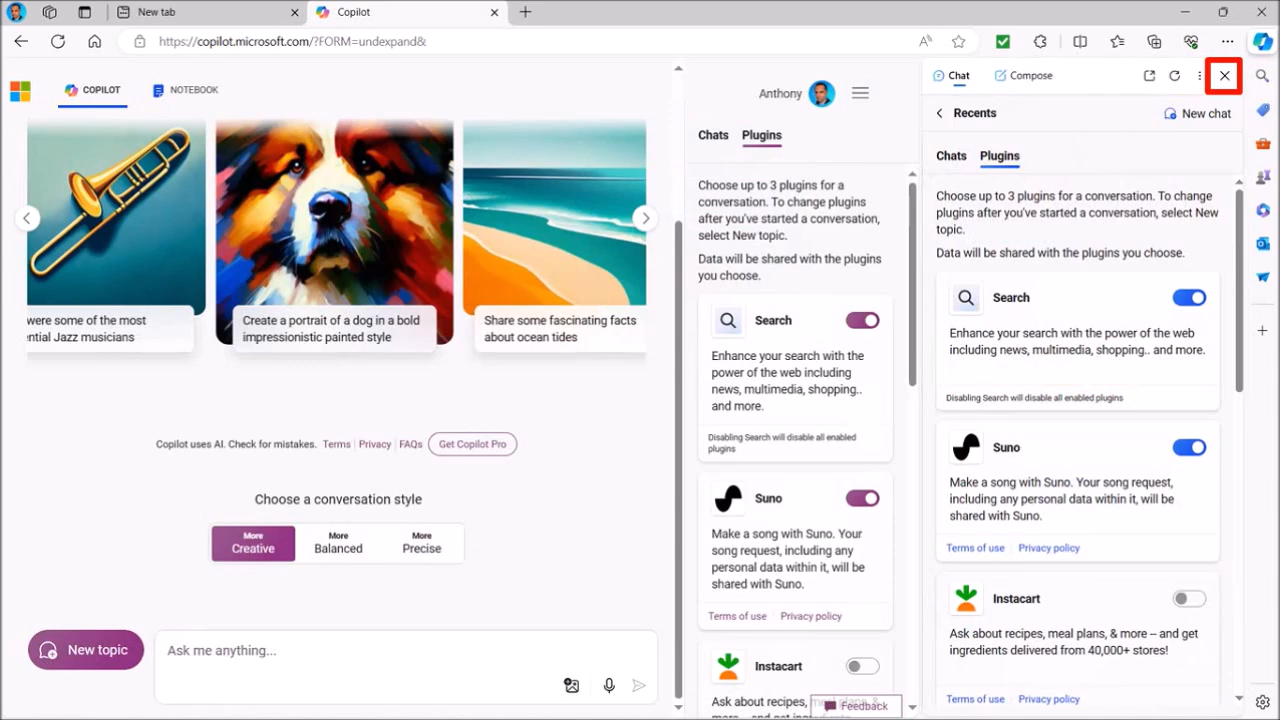 New tab
Copilot
https://copilot.microsoft.com/?FORM=undexpand&
COPILOT
NOTEBOOK
were some of the most
ential Jazz musicians
Create a portrait of a dog in a bold
impressionistic painted style
Share some fascinating facts
about ocean tides
Copilot uses AI. Check for mistakes. Terms | Privacy | FAQs Get Copilot Pro
Choose a conversation style
More
Creative
More
Balanced
More
Precise
New topic
Ask me anything...
Anthony
Chats
Plugins
Choose up to 3 plugins for a
conversation. To change
plugins after you've started a
conversation,
select New topic.
Data will be shared with the plugins
you choose.
Search
Enhance your search with the
power of the web including
news, multimedia, shopping..
and more.
Disabling Search will disable all enabled
plugins
Suno
Make a song with Suno. Your
song request, including any
personal data within it, will be
shared with Suno.
Terms of use
Privacy policy
Instacart
Ask about recipes,
Feedback
Chat
Compose
Recents
New chat
Chats
Plugins
Choose up to 3 plugins for a conversation. To change
plugins after you've started a conversation, select New
topic.
Data will be shared with the plugins you choose.
Search
Enhance your search with the power of the web
including news, multimedia, shopping.. and more.
Disabling Search will disable all enabled plugins
Suno
Make a song with Suno. Your song request,
including any personal data within it, will be
shared with Suno.
Terms of use
Privacy policy
Instacart
Ask about recipes, meal plans, & more -- and get
ingredients delivered from 40,000+ stores!
Terms of use
Privacy policy